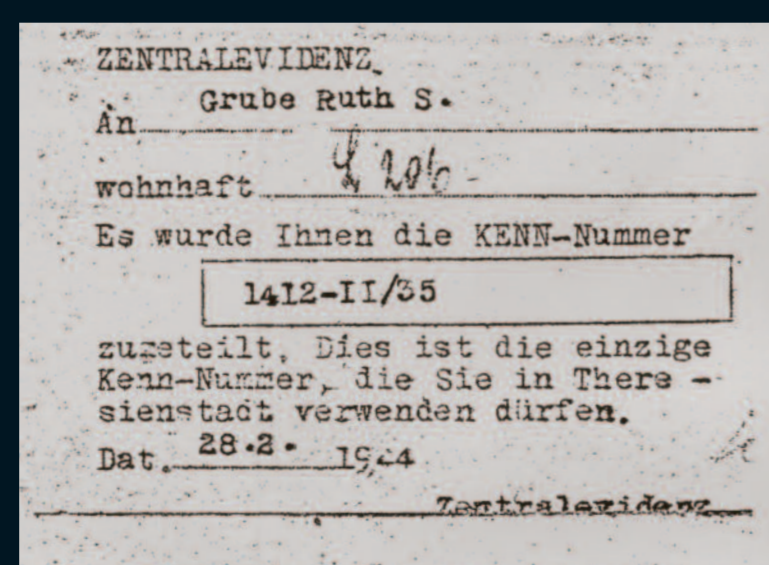 ZENTRALEVIDENZ
An Grube Ruth S.
wohnhaft L 206
Es wurde Ihnen die KENN-Nummer
1412-II/35
zugeteilt. Dies ist die einzige
Kenn-Nummer, die Sie in There -
sienstadt verwenden dürfen.
Dat. 28.2. 1944
Zentralevidenz